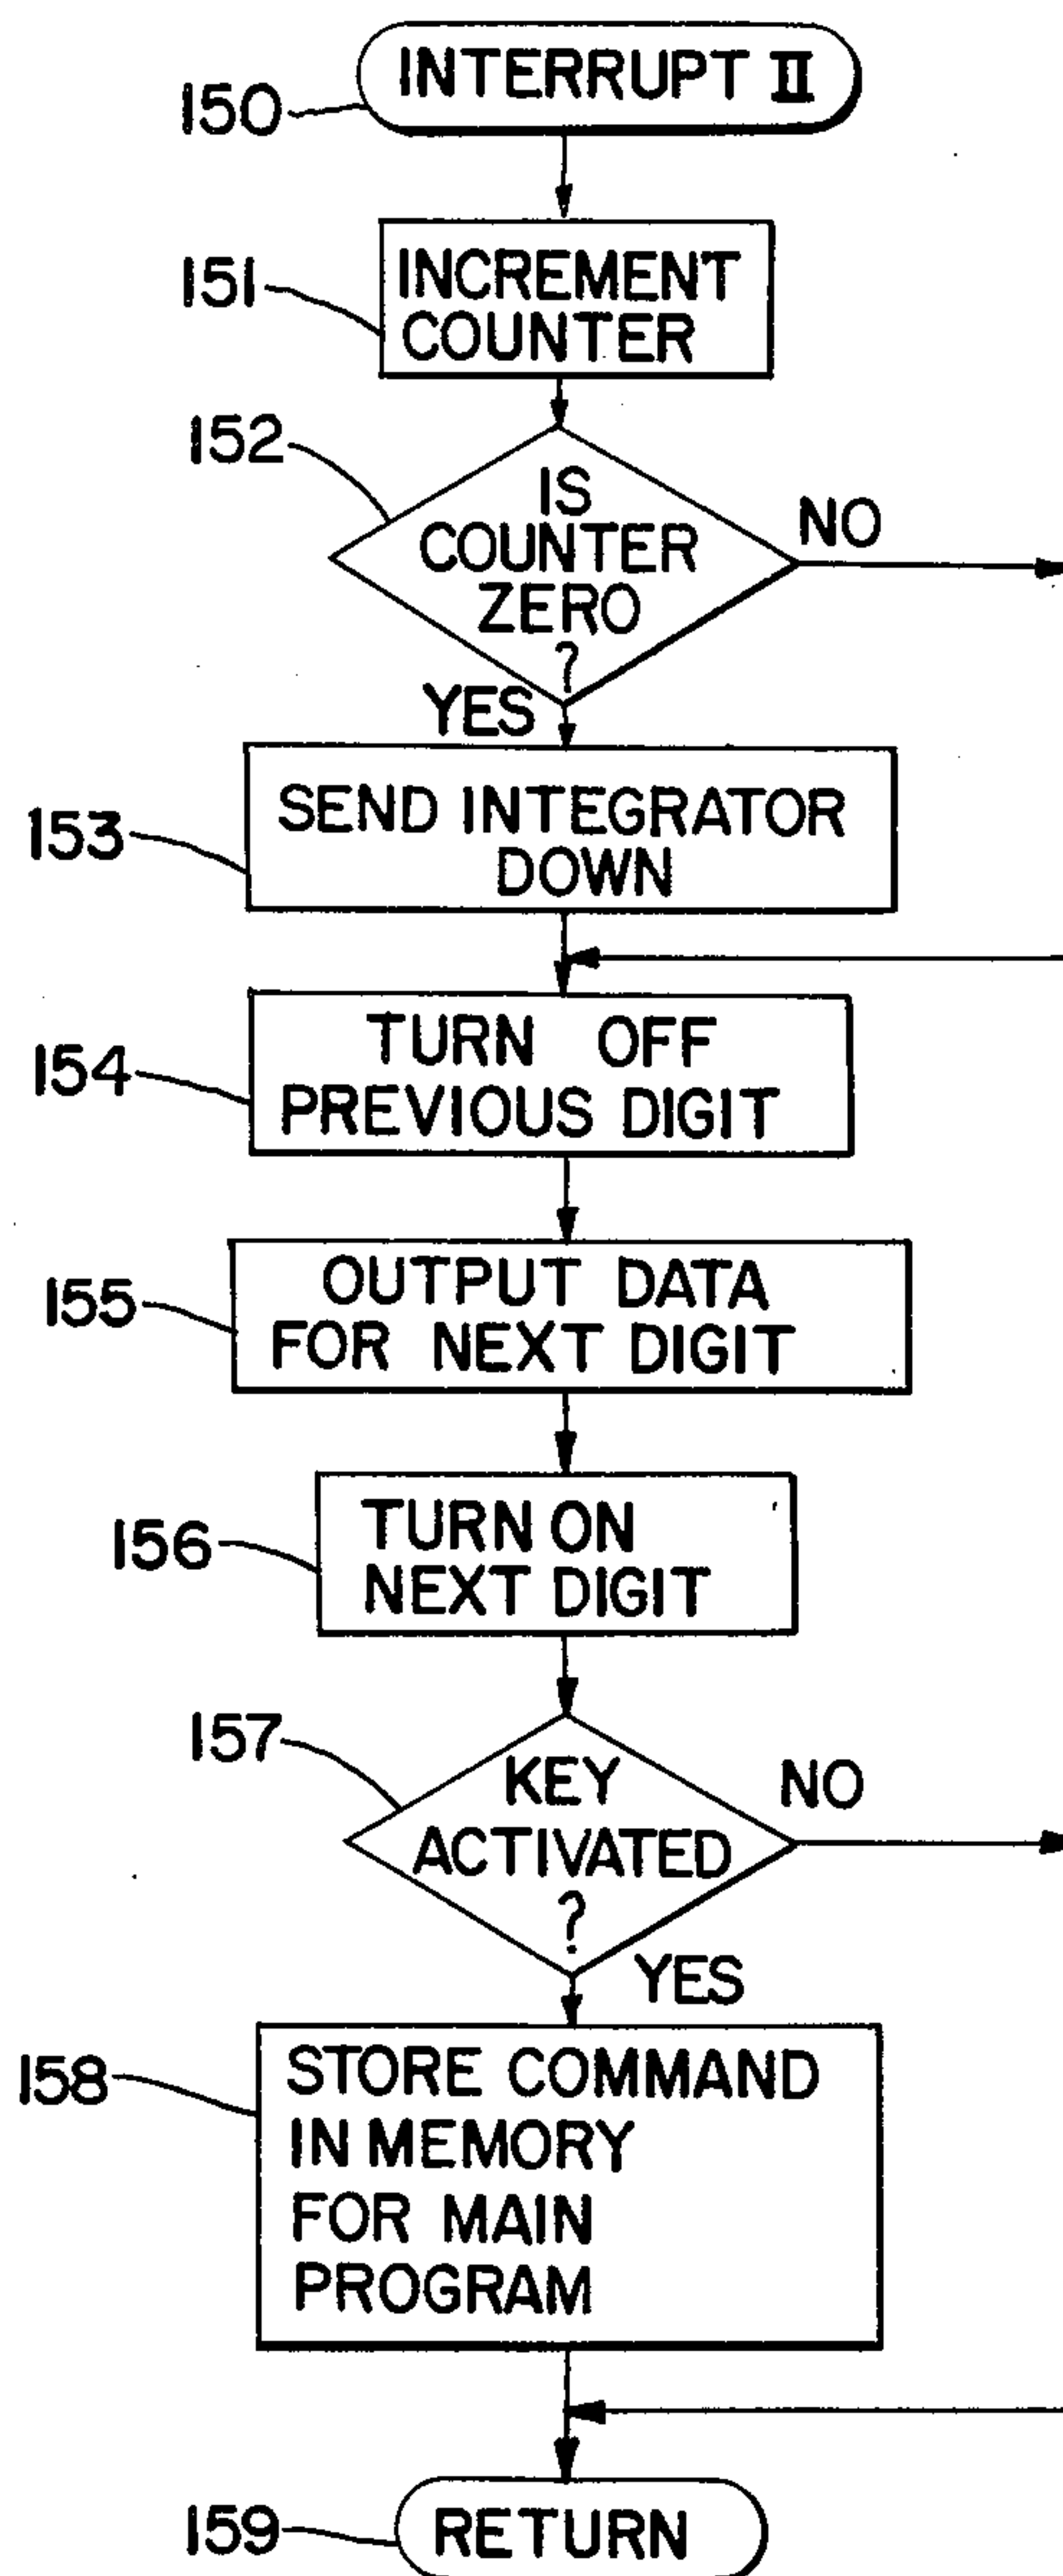 INTERRUPT II
150
151
INCREMENT
COUNTER
152
IS
COUNTER
ZERO
?
NO
YES
153
SEND INTEGRATOR
DOWN
154
TURN OFF
PREVIOUS DIGIT
155
OUTPUT DATA
FOR NEXT DIGIT
156
TURN ON
NEXT DIGIT
157
KEY
ACTIVATED
?
NO
YES
158
STORE COMMAND
IN MEMORY
FOR MAIN
PROGRAM
159
RETURN